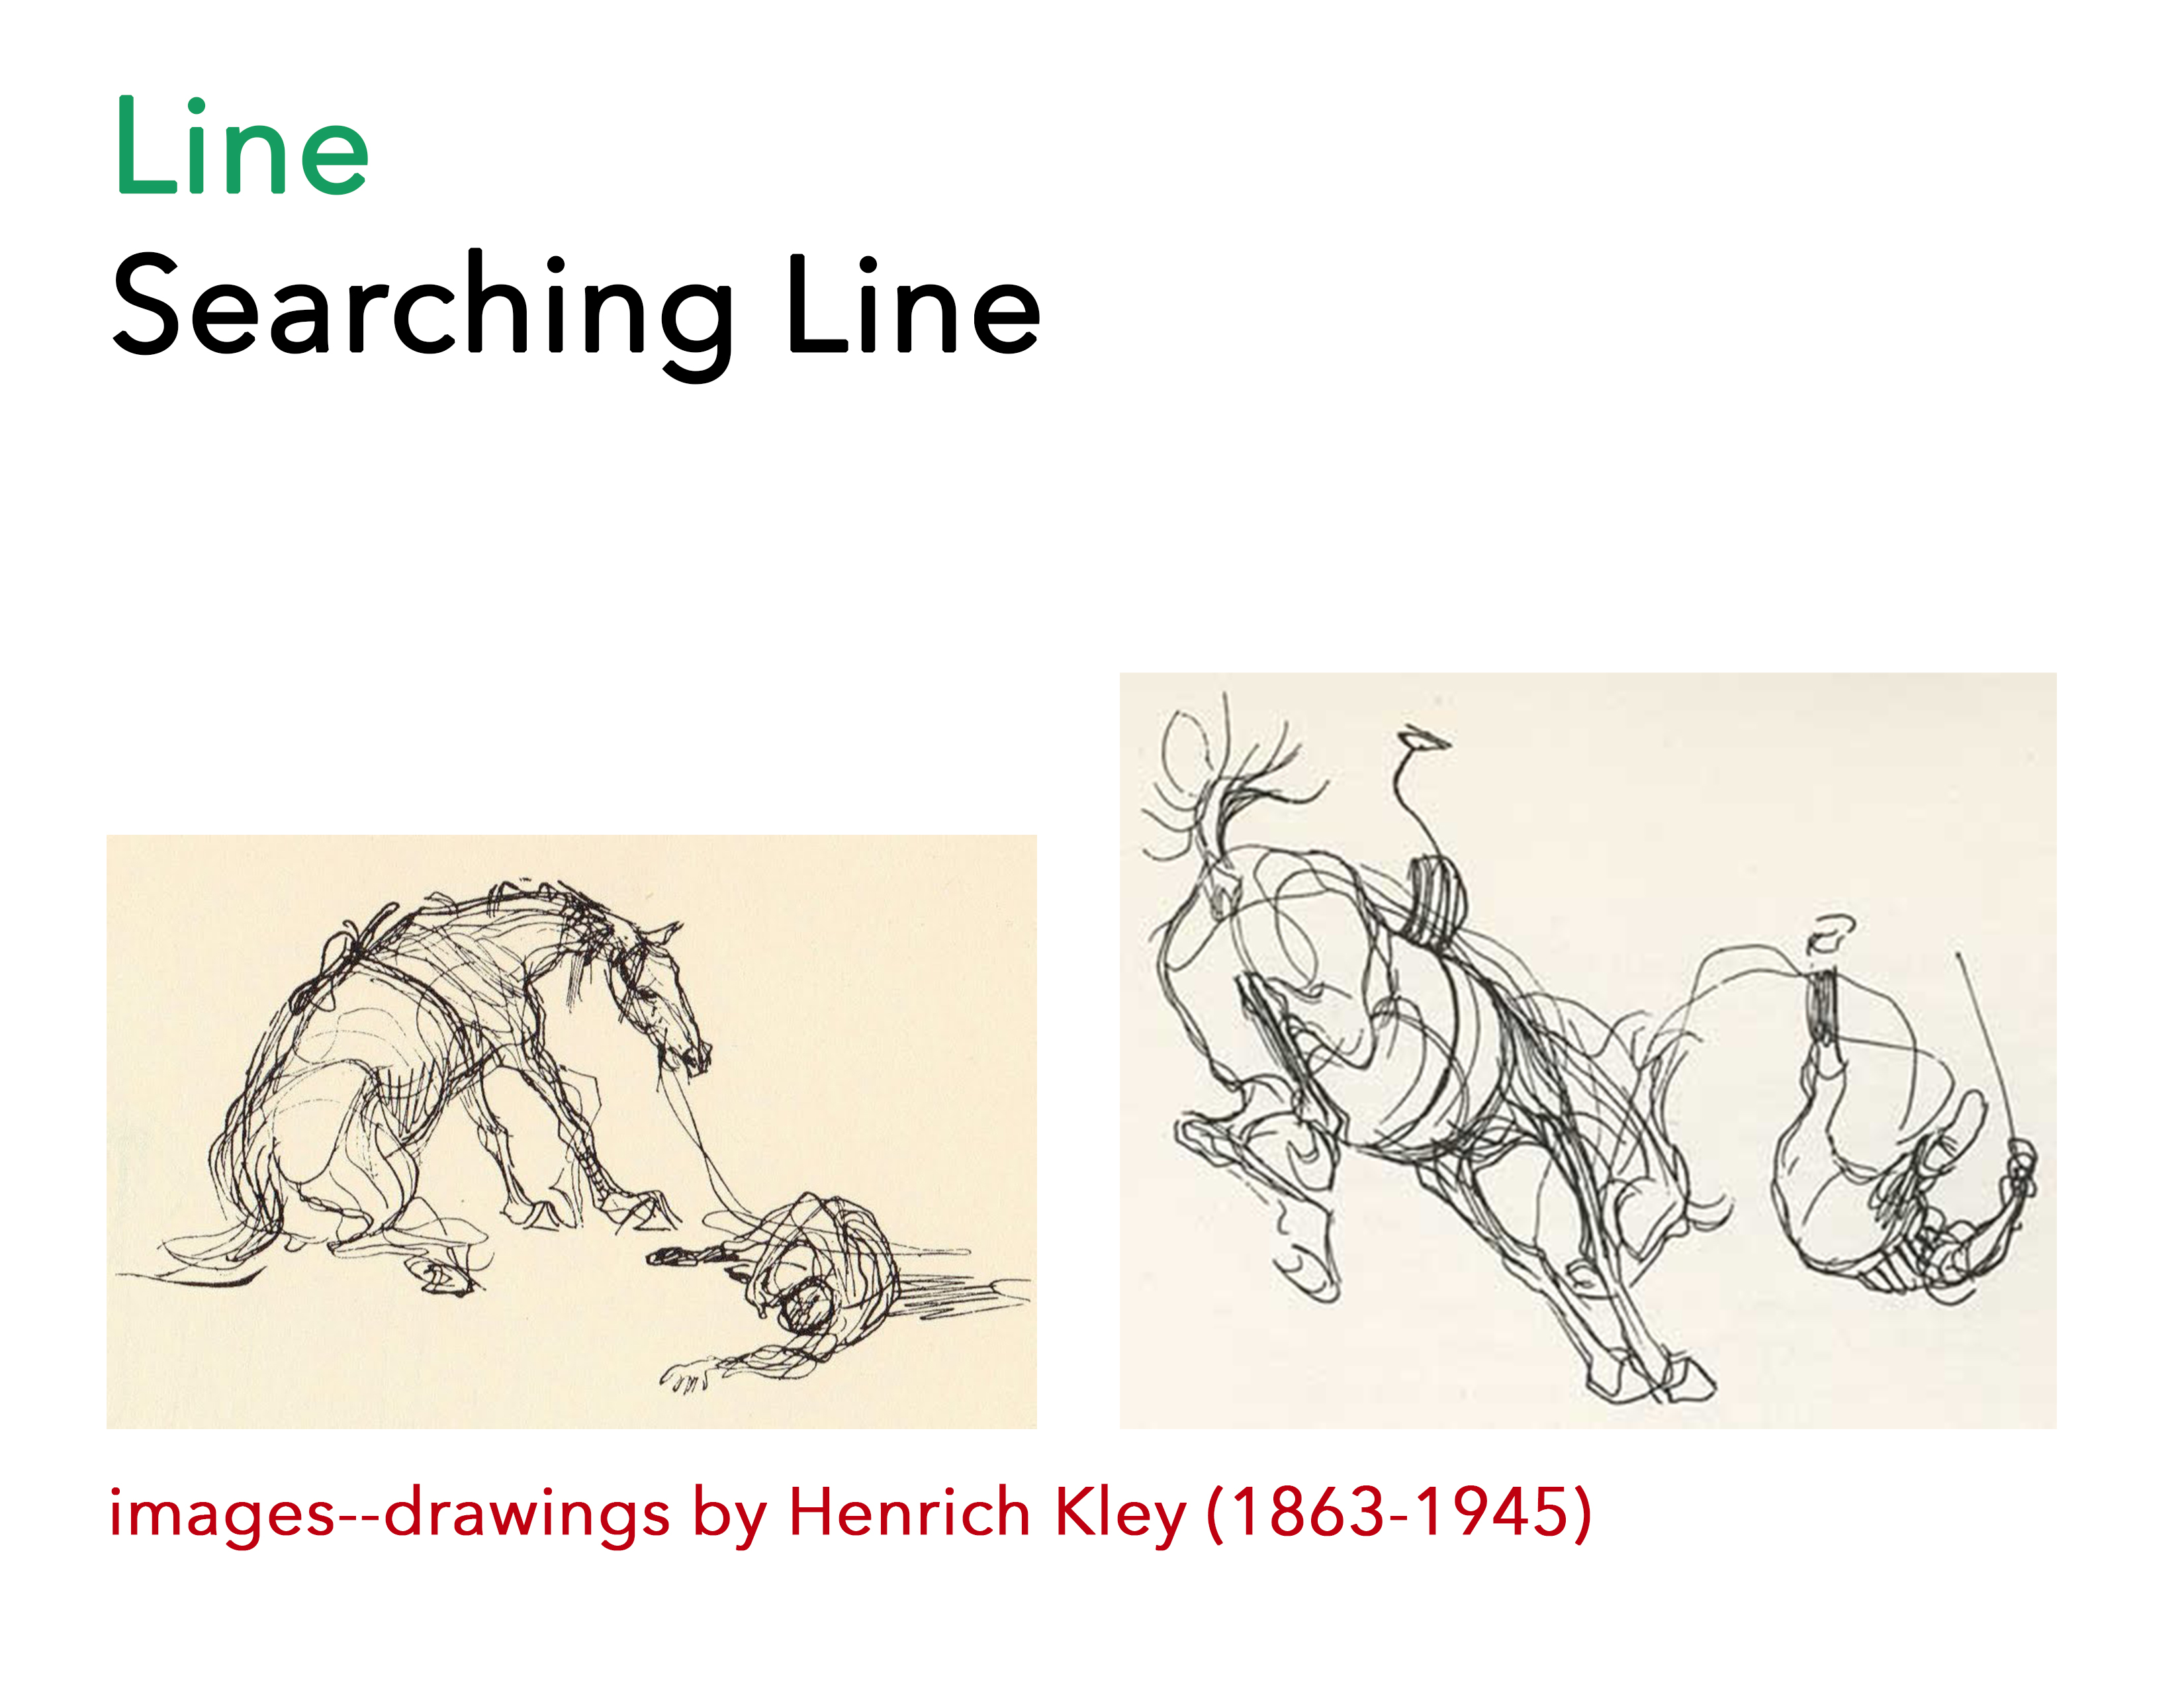 Line
Searching Line
images--drawings by Henrich Kley (1863-1945)